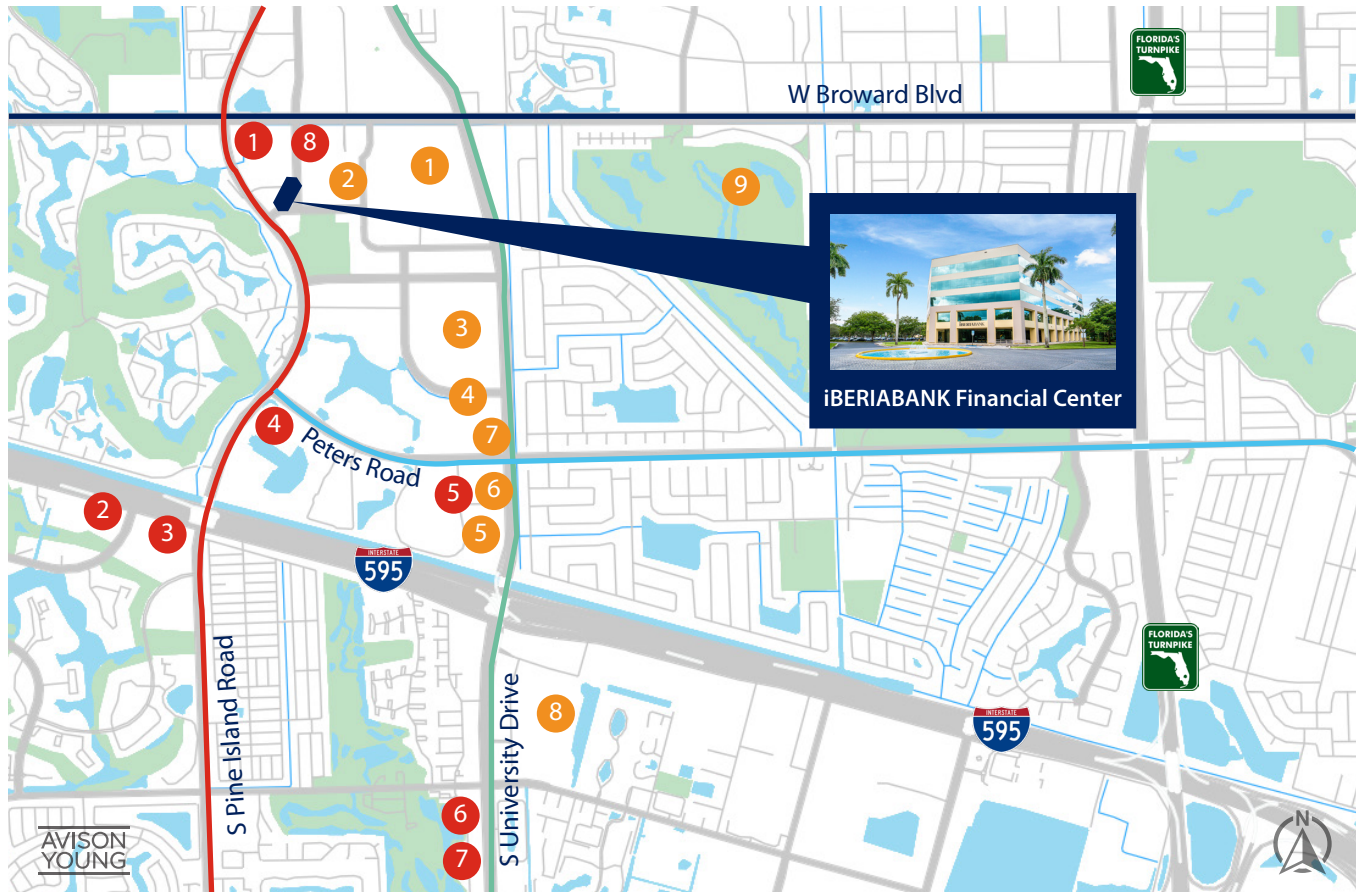 FLORIDA'S
TURNPIKE
W Broward Blvd
1
8
1
2
9
iBERIABANK
iBERIABANK Financial Center
3
4
4
7
Peters Road
2
3
5
6
5
INTERSTATE
595
FLORIDA'S
TURNPIKE
S Pine Island Road
S University Drive
8
INTERSTATE
595
6
7
AVISON
YOUNG
N